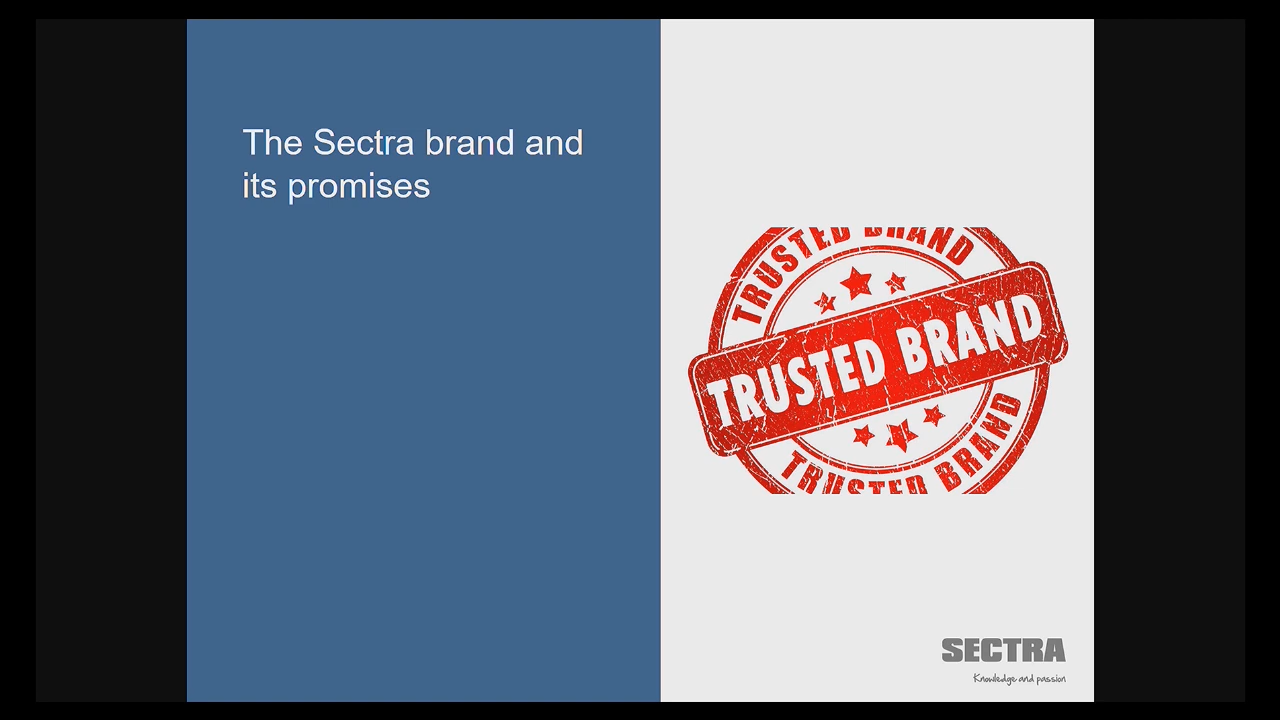 The Sectra brand and
its promises
TRUSTED BRAND
TRUSTED BRAND
TRUSTED BRAND
SECTRA
Knowledge and passion